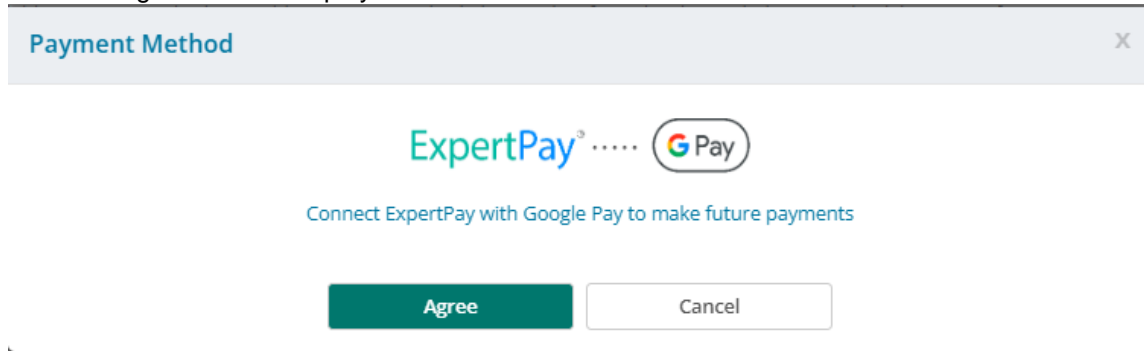 Payment Method X
ExpertPay® ····· G Pay
Connect ExpertPay with Google Pay to make future payments
Agree Cancel